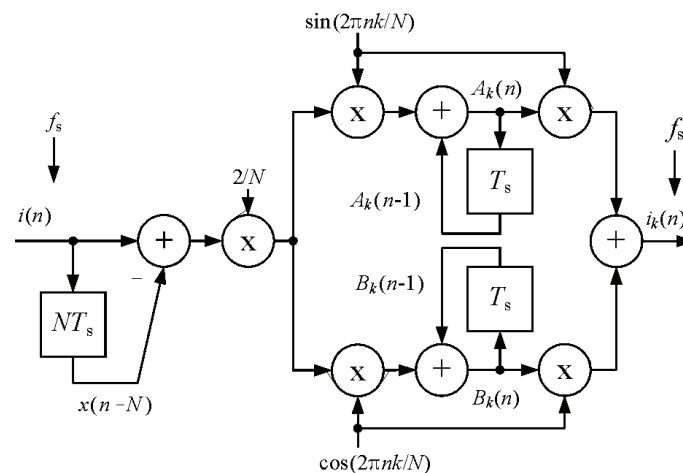 sin(2πnk/N)
A_k(n)
f_s
x
+
x
f_s
2/N
T_s
i(n)
A_k(n-1)
i_k(n)
+
x
+
–
B_k(n-1)
T_s
NT_s
x
+
x
x(n –N)
B_k(n)
cos(2πnk/N)